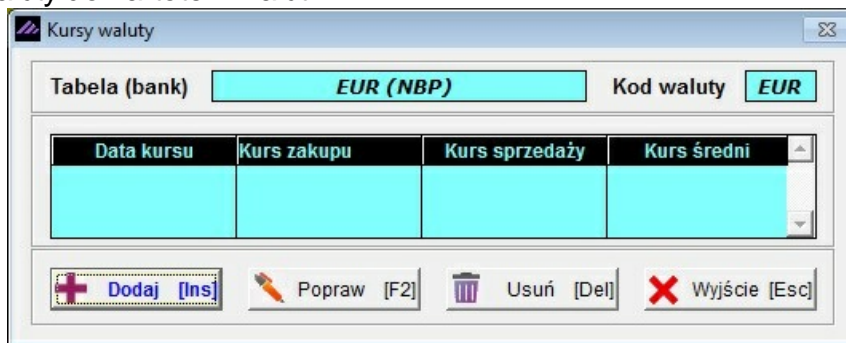 Kursy waluty
Tabela (bank) EUR (NBP) Kod waluty EUR
Data kursu Kurs zakupu Kurs sprzedaży Kurs średni
Dodaj [Ins] Popraw [F2] Usuń [Del] Wyjście [Esc]